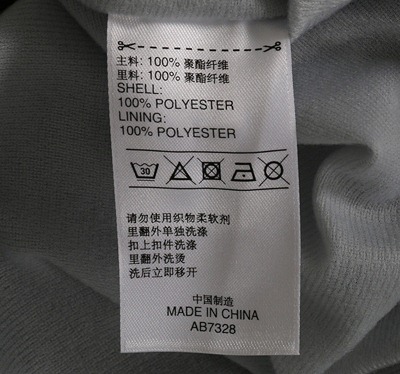 主料: 100% 聚酯纤维
里料: 100% 聚酯纤维
SHELL:
100% POLYESTER
LINING:
100% POLYESTER
30
请勿使用织物柔软剂
里翻外单独洗涤
扣上扣件洗涤
里翻外洗烫
洗后立即移开
中国制造
MADE IN CHINA
AB7328